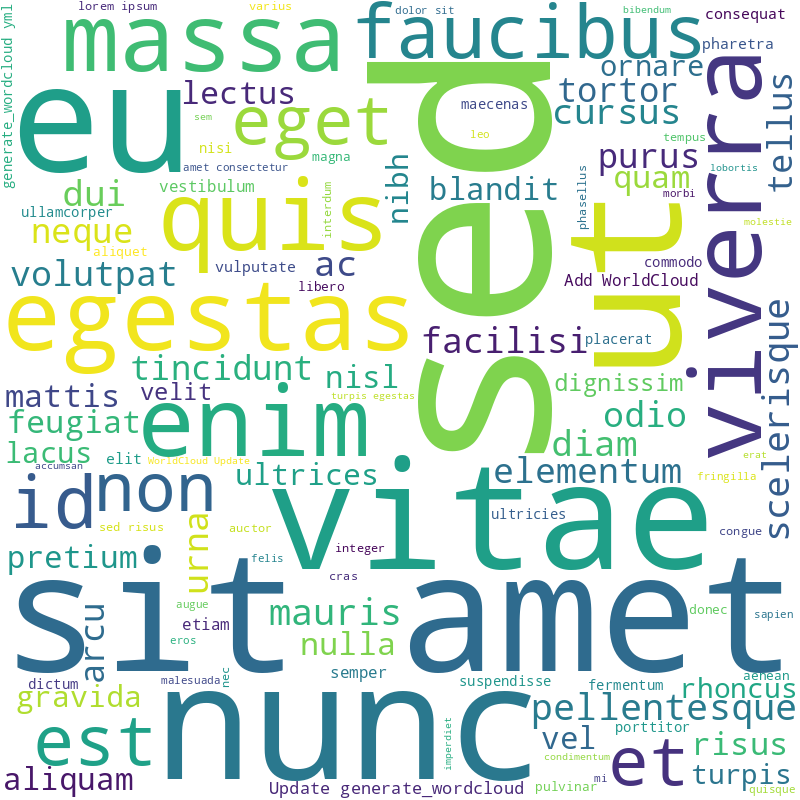 lorem ipsum
varius
dolor sit
bibendum
consequat
generate_wordcloud yml
massa
faucibus
pharetra
ornare
eu
lectus
eget
sem
nisi
magna
maecenas
leo
tortor
cursus
tempus
viverra
tellus
amet consectetur
sed
purus
lobortis
quam
morbi
dui
vestibulum
quis
interdum
nibh
blandit
phasellus
ut
molestie
ullamcorper
neque
aliquet
volutpat
vulputate
ac
libero
commodo
Add WorldCloud
egestas
facilisi
placerat
scelerisque
tincidunt
nisl
turpis egestas
dignissim
mattis
velit
feugiat
enim
odio
diam
lacus
elit
WorldCloud Update
accumsan
ultrices
elementum
erat
fringilla
id
non
vitae
ultricies
sed risus
urna
auctor
congue
pretium
felis
integer
cras
sit amet
augue
arcu
etiam
eros
mauris
nulla
donec
sapien
dictum
malesuada
nec
semper
suspendisse
fermentum
aenean
gravida
nunc
imperdiet
pellentesque
rhoncus
est
vel
porttitor
risus
condimentum
aliquam
Update generate_wordcloud
pulvinar
mi
et
turpis
quisque